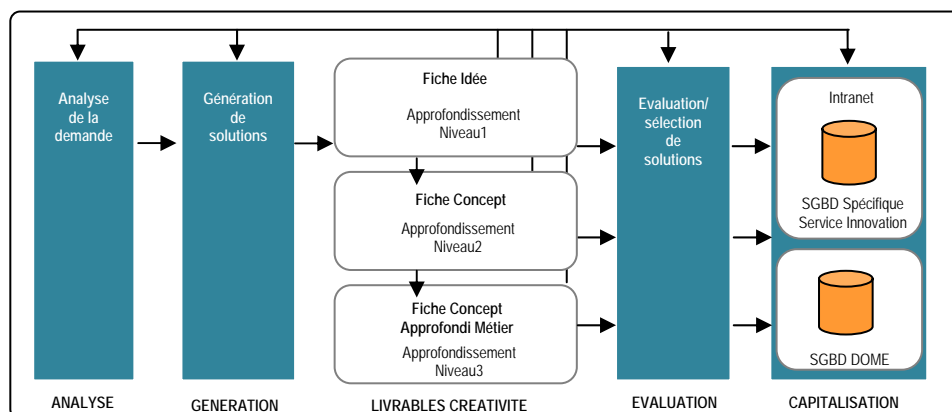 Analyse
de la
demande
Génération
de
solutions
Fiche Idée
Approfondissement
Niveau1
Fiche Concept
Approfondissement
Niveau2
Fiche Concept
Approfondi Métier
Approfondissement
Niveau3
Evaluation/
sélection
de
solutions
Intranet
SGBD Spécifique
Service Innovation
SGBD DOME
ANALYSE
GENERATION
LIVRABLES CREATIVITE
EVALUATION
CAPITALISATION